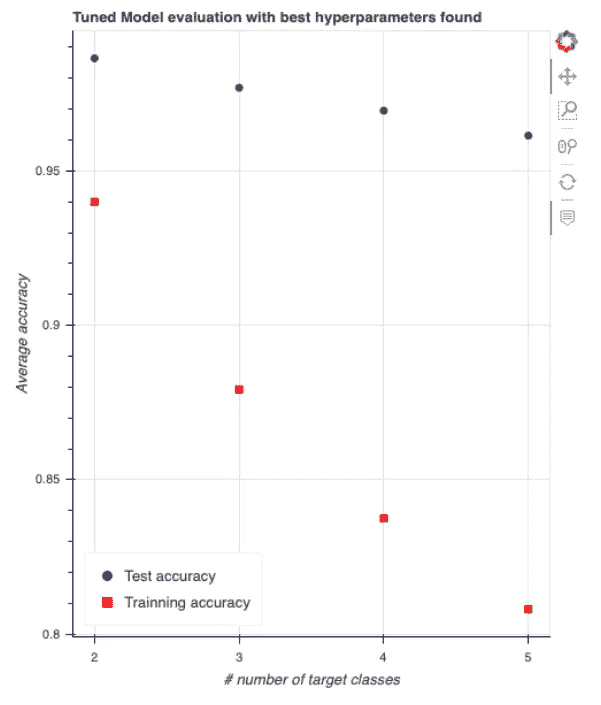 Tuned Model evaluation with best hyperparameters found
0.95
0.9
0.85
0.8
Average accuracy
Test accuracy
Trainning accuracy
2 3 4 5
# number of target classes